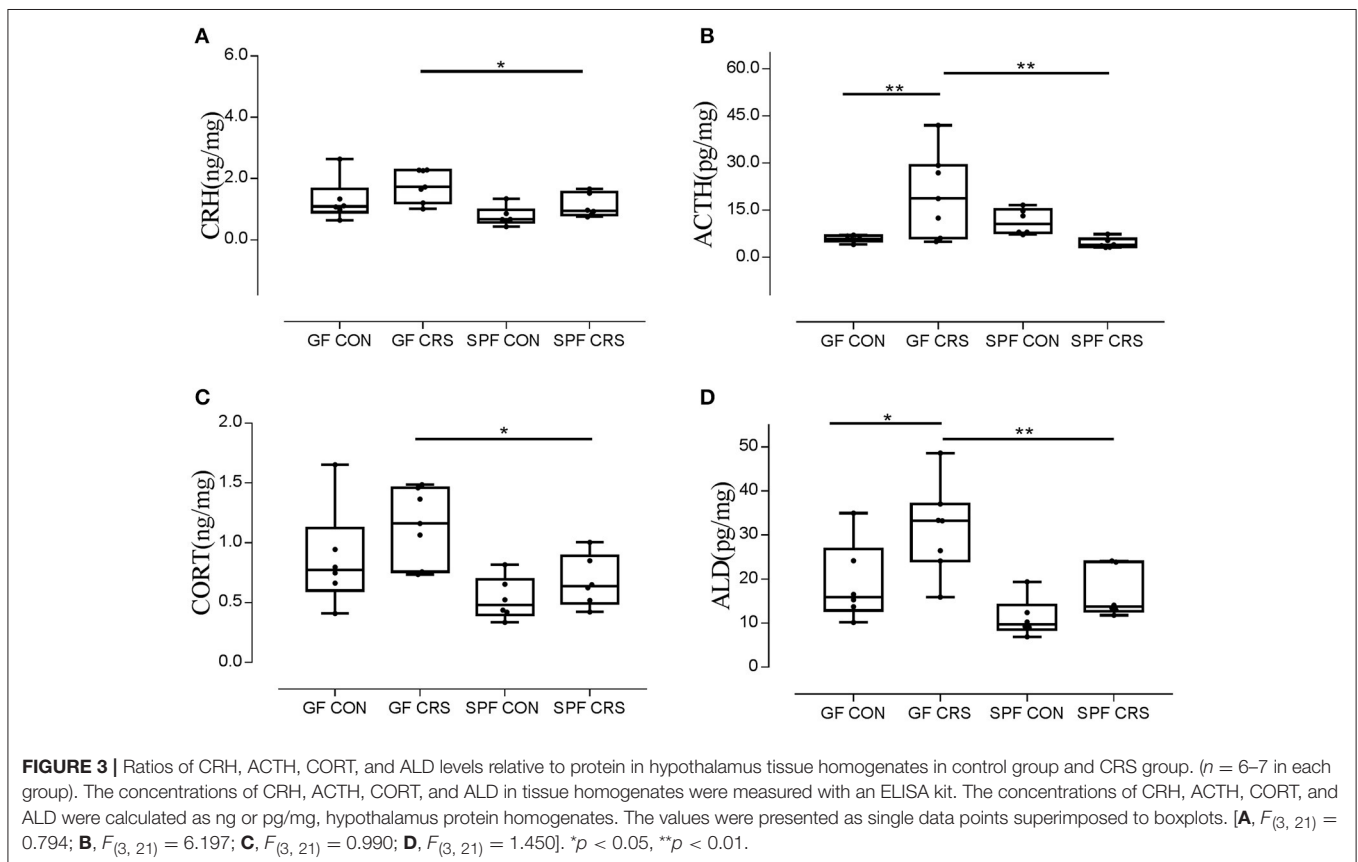 A
6.0
4.0
2.0
0.0
CRH(ng/mg)
*
GF CON GF CRS SPF CON SPF CRS
B
60.0
45.0
30.0
15.0
0.0
ACTH(pg/mg)
**
**
GF CON GF CRS SPF CON SPF CRS
C
2.0
1.5
1.0
0.5
0.0
CORT(ng/mg)
*
GF CON GF CRS SPF CON SPF CRS
D
50
40
30
20
10
0
ALD(pg/mg)
*
**
GF CON GF CRS SPF CON SPF CRS
FIGURE 3 | Ratios of CRH, ACTH, CORT, and ALD levels relative to protein in hypothalamus tissue homogenates in control group and CRS group. (n = 6–7 in each
group). The concentrations of CRH, ACTH, CORT, and ALD in tissue homogenates were measured with an ELISA kit. The concentrations of CRH, ACTH, CORT, and
ALD were calculated as ng or pg/mg, hypothalamus protein homogenates. The values were presented as single data points superimposed to boxplots. [A, F(3, 21) =
0.794; B, F(3, 21) = 6.197; C, F(3, 21) = 0.990; D, F(3, 21) = 1.450]. *p < 0.05, **p < 0.01.